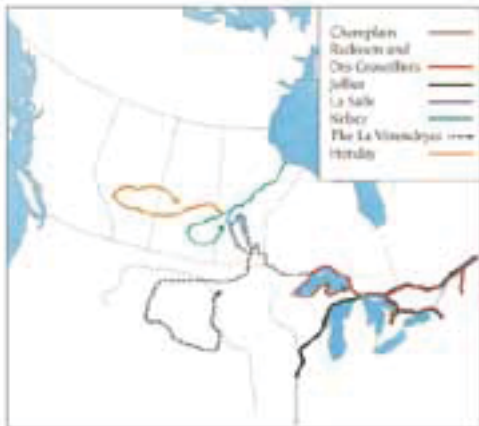 Champlain
Radisson and
Des Groseilliers
Jolliet
La Salle
Kelsey
The La Vérendryes
Henday